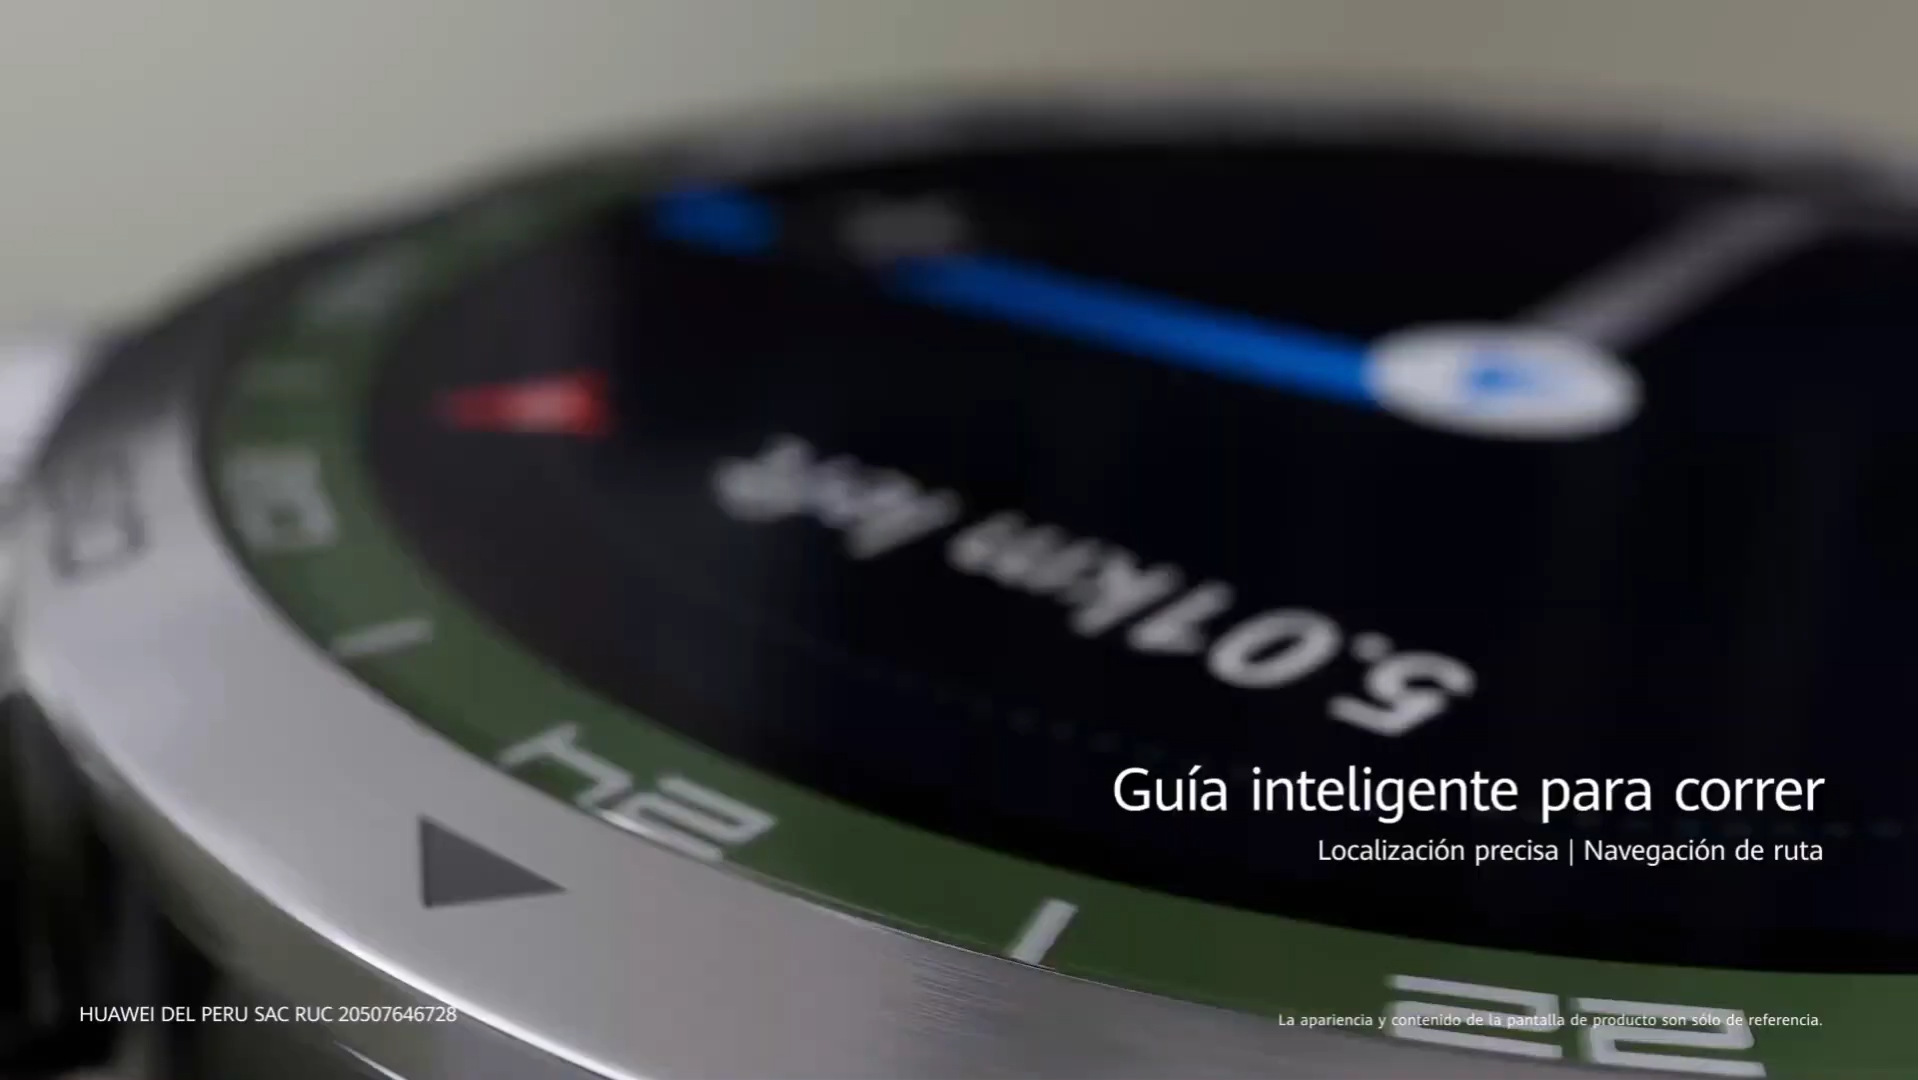 5.01km
Guía inteligente para correr
Localización precisa | Navegación de ruta
24
22
HUAWEI DEL PERU SAC RUC 20507646728
La apariencia y contenido de la pantalla de producto son sólo de referencia.